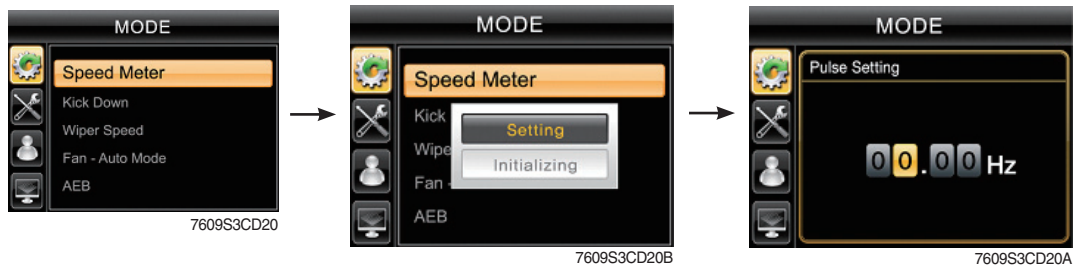 MODE
Speed Meter
Kick Down
Wiper Speed
Fan - Auto Mode
AEB
7609S3CD20
MODE
Speed Meter
Kick
Setting
Wipe
Initializing
Fan -
AEB
7609S3CD20B
MODE
Pulse Setting
00.00 Hz
7609S3CD20A